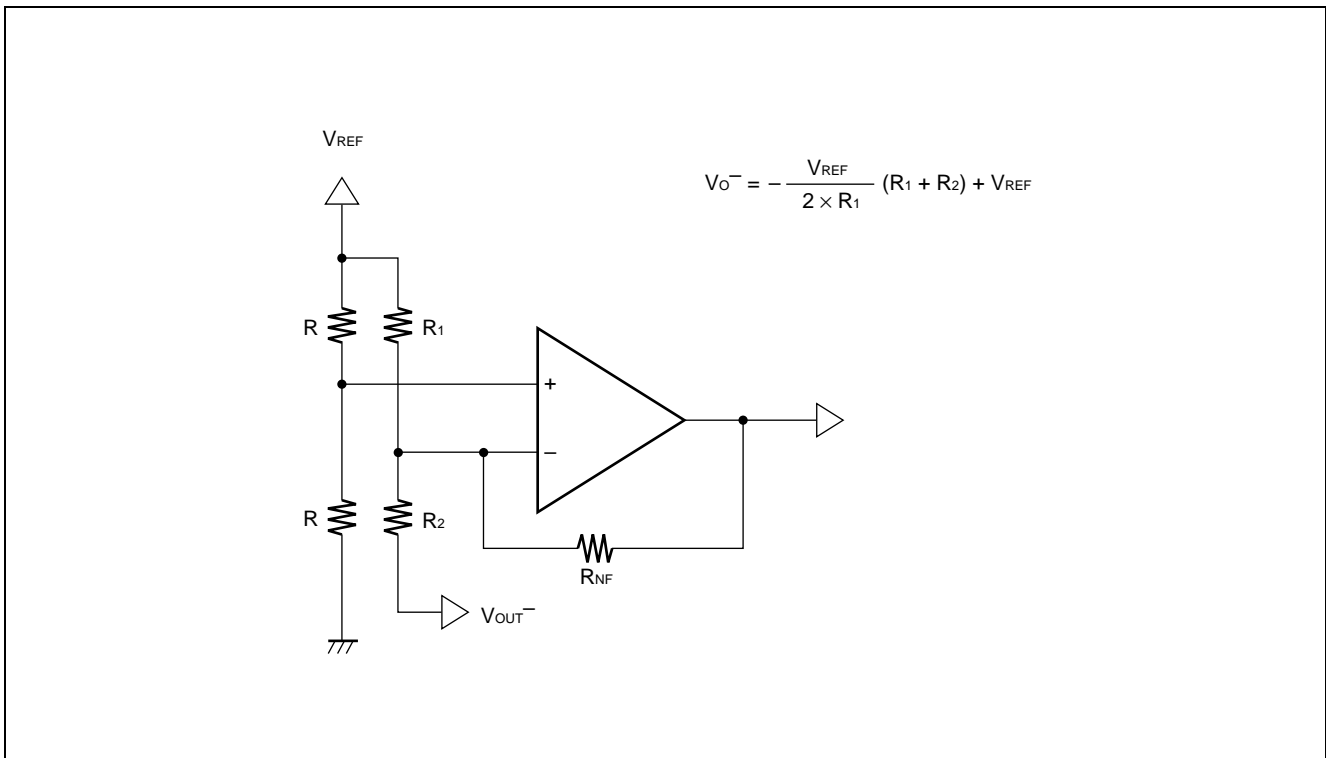 VREF
VO− = − VREF / 2 × R1 (R1 + R2) + VREF
R
R1
+
−
R
R2
RNF
VOUT−